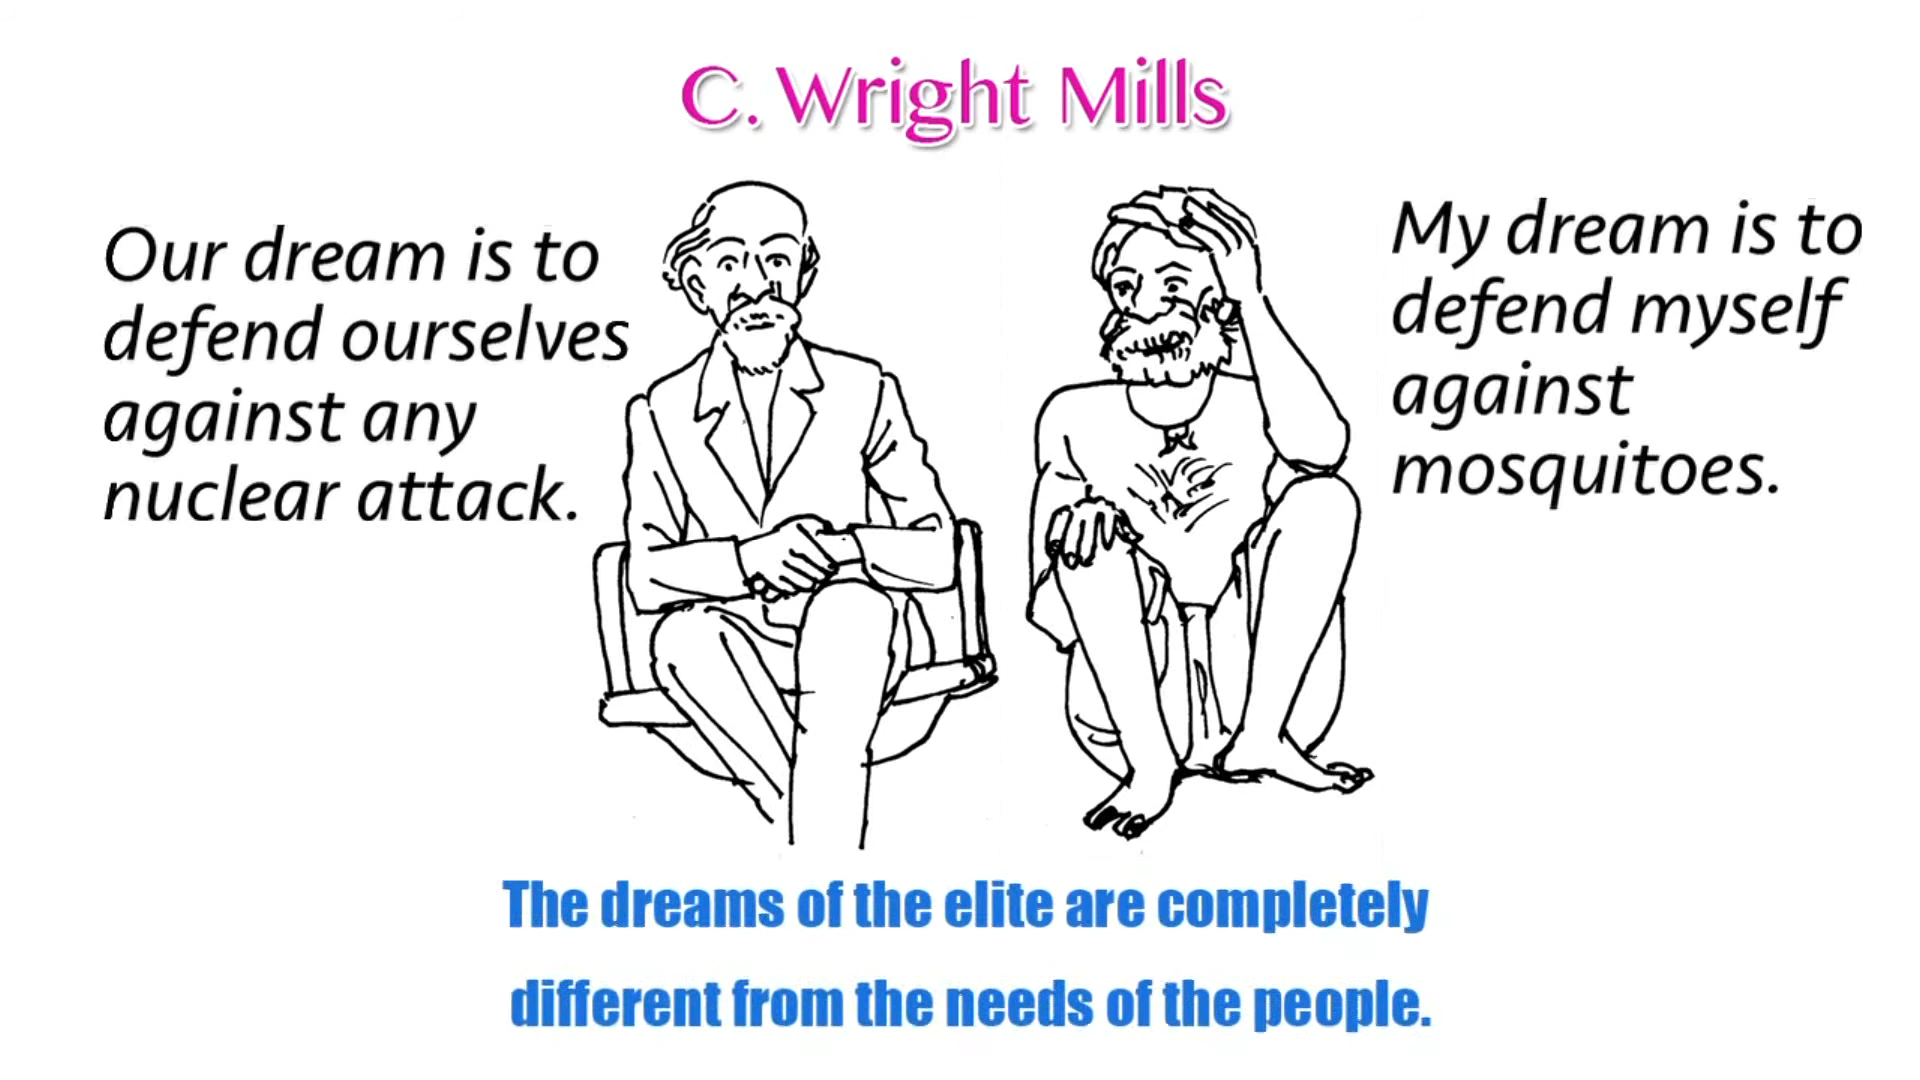 C. Wright Mills
Our dream is to
defend ourselves
against any
nuclear attack.
My dream is to
defend myself
against
mosquitoes.
The dreams of the elite are completely
different from the needs of the people.